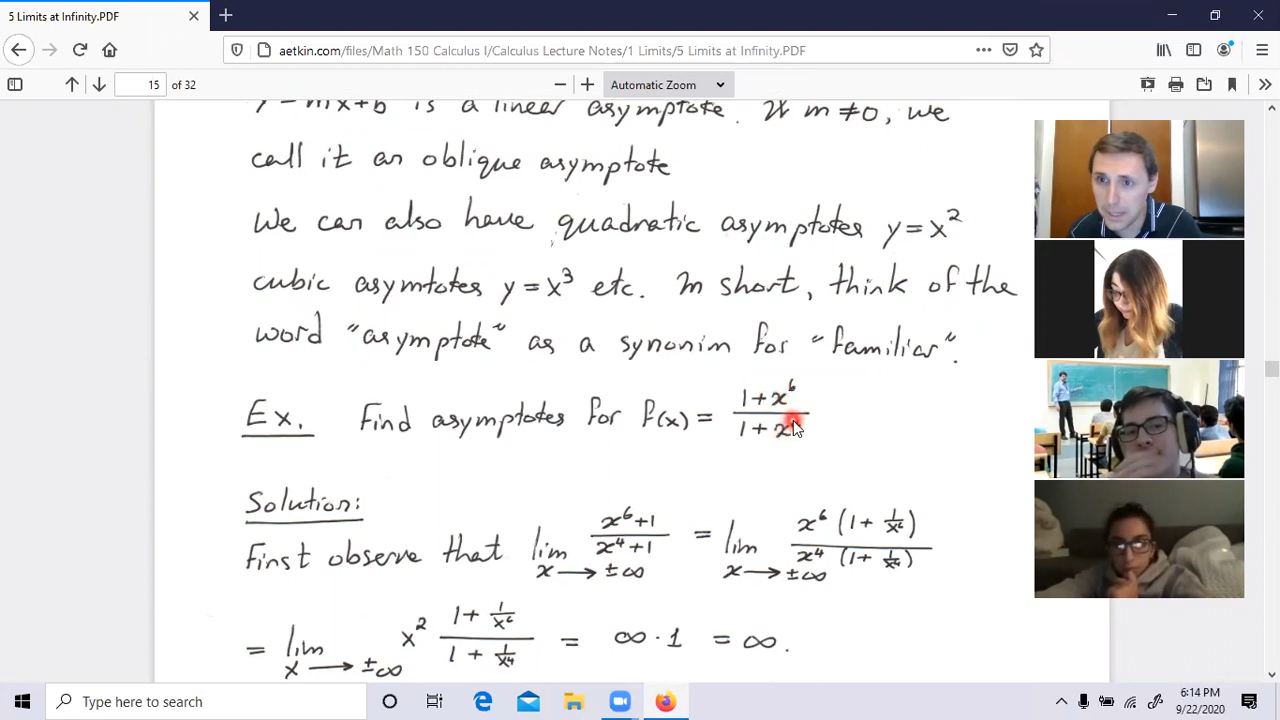 5 Limits at Infinity.PDF
aetkin.com/files/Math 150 Calculus I/Calculus Lecture Notes/1 Limits/5 Limits at Infinity.PDF
15 of 32
Automatic Zoom
y = mx+b is a linear asymptote. If m ≠ 0, we
call it an oblique asymptote
We can also have quadratic asymptotes y = x²
cubic asymtotes y = x³ etc. In short, think of the
word "asymptote" as a synonim for "familiar".
Ex. Find asymptotes for f(x) = (1+x⁶)/(1+x
Solution:
First observe that lim x→±∞ (x⁶+1)/(x⁴+1) = lim x→±∞ x⁶(1+1/x⁶)/x⁴(1+1/x⁴)
= lim x→±∞ x² (1+1/x⁶)/(1+1/x⁴) = ∞·1 = ∞.
Type here to search
6:14 PM
9/22/2020